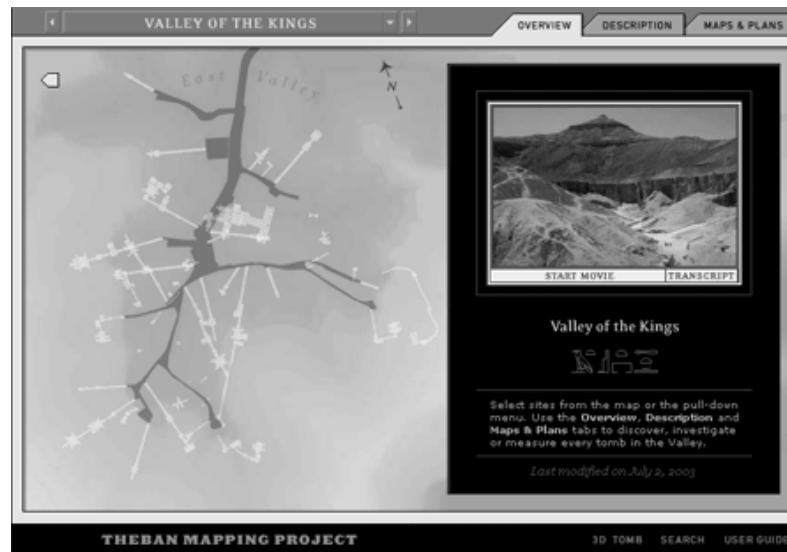 VALLEY OF THE KINGS
OVERVIEW
DESCRIPTION
MAPS & PLANS
East Valley
N
START MOVIE
TRANSCRIPT
Valley of the Kings
Select sites from the map or the pull-down
menu. Use the Overview, Description and
Maps & Plans tabs to discover, investigate
or measure every tomb in the Valley.
Last modified on July 2, 2003
THEBAN MAPPING PROJECT
3D TOMB
SEARCH
USER GUIDE